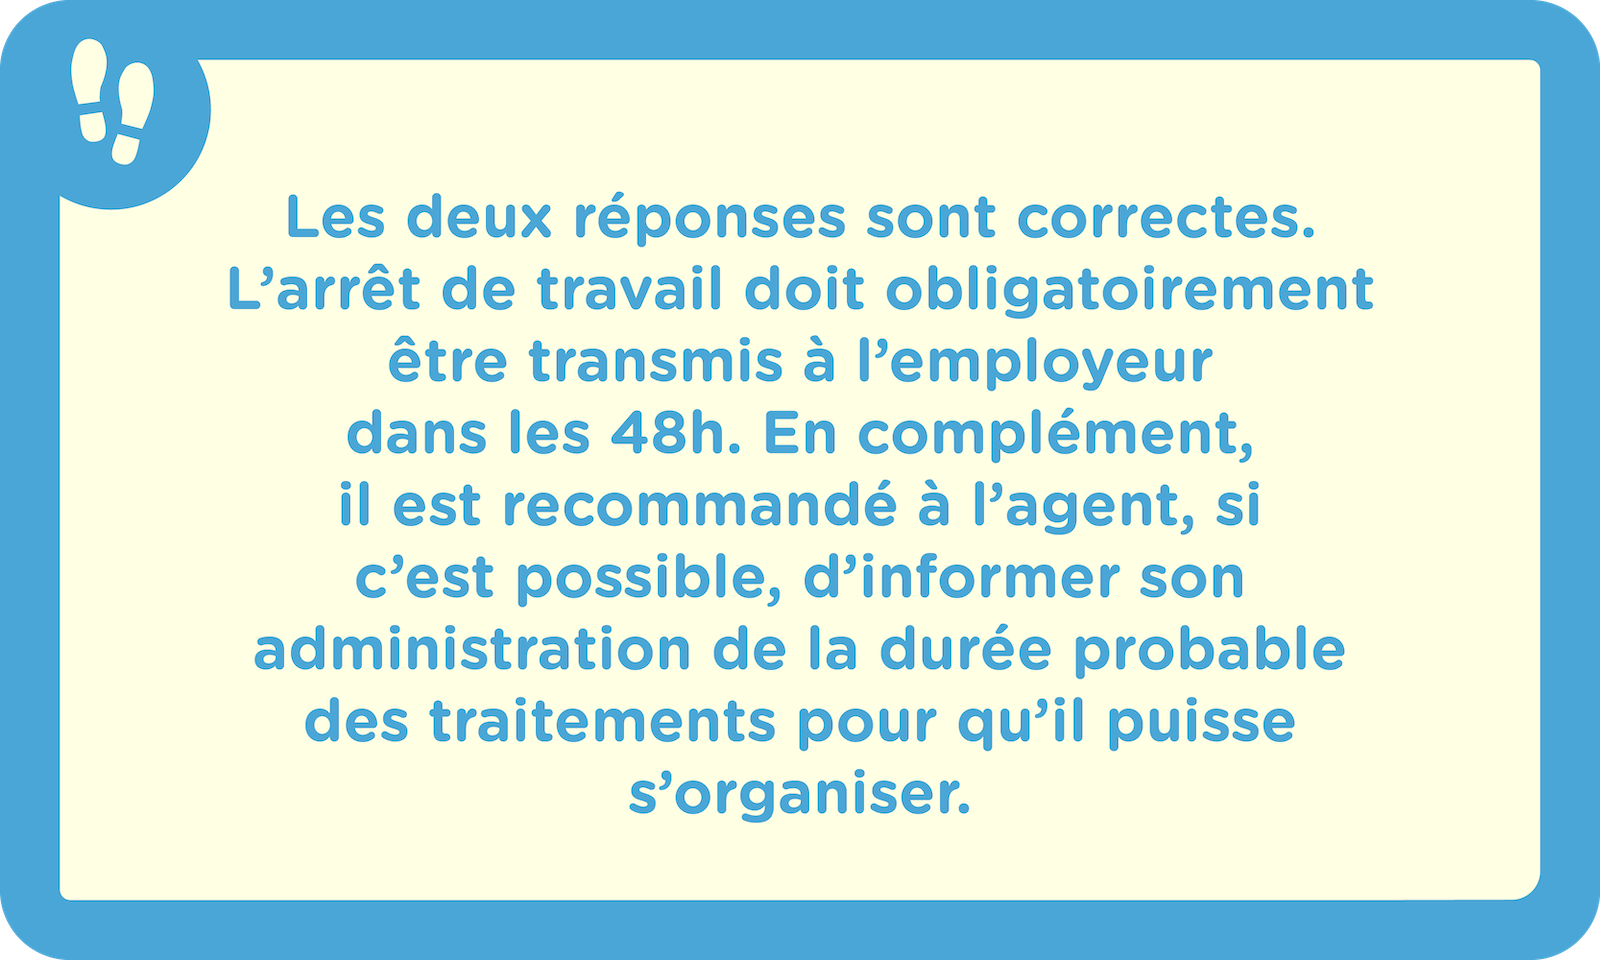 Les deux réponses sont correctes.
L’arrêt de travail doit obligatoirement
être transmis à l’employeur
dans les 48h. En complément,
il est recommandé à l’agent, si
c’est possible, d’informer son
administration de la durée probable
des traitements pour qu’il puisse
s’organiser.